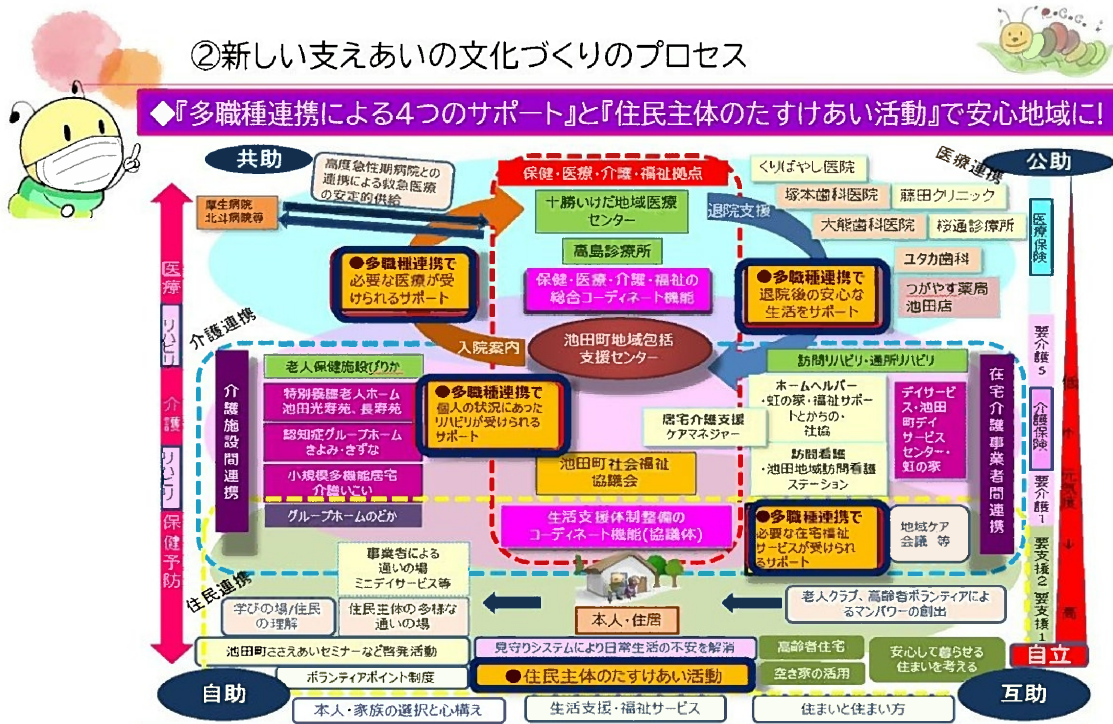 ②新しい支えあいの文化づくりのプロセス
◆『多職種連携による４つのサポート』と『住民主体のたすけあい活動』で安心地域に!
共助
高度急性期病院との
連携による救急医療
の安定的供給
厚生病院
北斗病院等
保健・医療・介護・福祉拠点
十勝いけだ地域医療
センター
高島診療所
保健・医療・介護・福祉の
総合コーディネート機能
退院支援
くりばやし医院
医療連携
公助
塚本歯科医院
藤田クリニック
大熊歯科医院
桜通診療所
ユタカ歯科
つがやす薬局
池田店
医療保険
●多職種連携で
必要な医療が受
けられるサポート
●多職種連携で
退院後の安心な
生活をサポート
入院案内
池田町地域包括
支援センター
医療
リハビリ
介護
リハビリ
保健予防
介護連携
介護施設間連携
老人保健施設びりか
特別養護老人ホーム
池田光寿苑、長寿苑
認知症グループホーム
きよみ・きずな
小規模多機能居宅
介護いこい
グループホームのどか
●多職種連携で
個人の状況にあった
リハビリが受けられる
サポート
池田町社会福祉
協議会
生活支援体制整備の
コーディネート機能(協議体)
訪問リハビリ・通所リハビリ
居宅介護支援
ケアマネジャー
ホームヘルパー
・虹の家・福祉サポ
ートとかちの・
社協
訪問看護
・池田地域訪問看護
ステーション
デイサービ
ス・池田
町デイ
サービス
センター・
虹の家
在宅介護事業者間連携
●多職種連携で
必要な在宅福祉
サービスが受けられ
るサポート
地域ケア
会議 等
要介護5
介護保険
要介護1
要支援2
要支援1
低
↑
元気度
↓
高
自立
住民連携
事業者による
通いの場
ミニデイサービス等
学びの場/住民
の理解
住民主体の多様な
通いの場
本人・住居
老人クラブ、高齢者ボランティアによ
るマンパワーの創出
池田町ささえあいセミナーなど啓発活動
見守りシステムにより日常生活の不安を解消
高齢者住宅
空き家の活用
安心して暮らせる
住まいを考える
ボランティアポイント制度
●住民主体のたすけあい活動
自助
互助
本人・家族の選択と心構え
生活支援・福祉サービス
住まいと住まい方